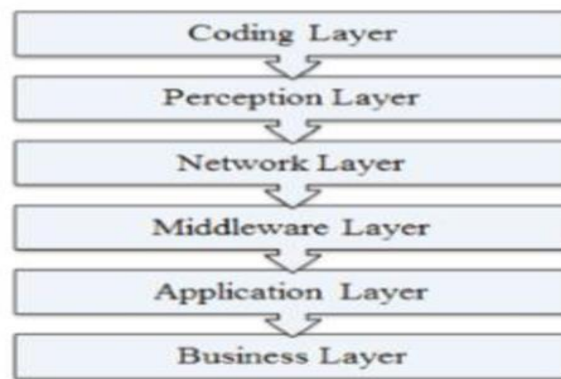 Coding Layer
Perception Layer
Network Layer
Middleware Layer
Application Layer
Business Layer